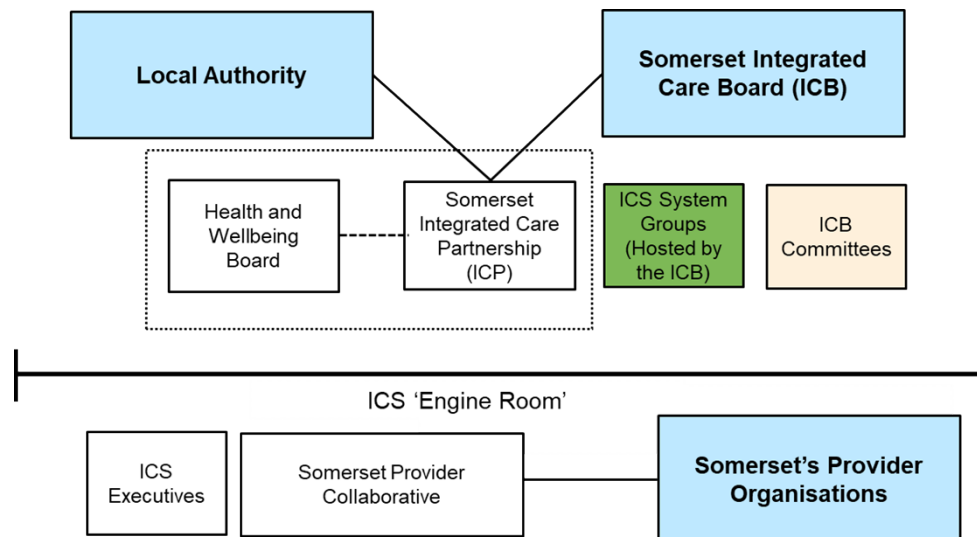 Local Authority
Somerset Integrated
Care Board (ICB)
Health and
Wellbeing
Board
Somerset
Integrated Care
Partnership
(ICP)
ICS System
Groups
(Hosted by
the ICB)
ICB
Committees
ICS ‘Engine Room’
ICS
Executives
Somerset Provider
Collaborative
Somerset’s Provider
Organisations